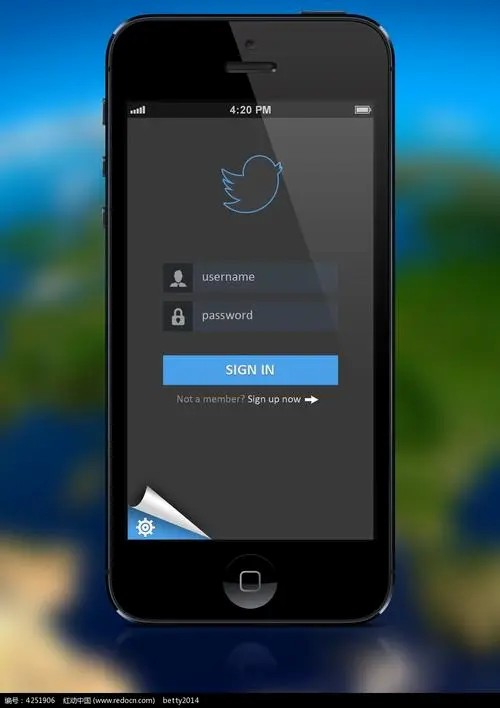 4:20 PM
username
password
SIGN IN
Not a member? Sign up now
编号：4251906 红动中国 (www.redocn.com) betty2014